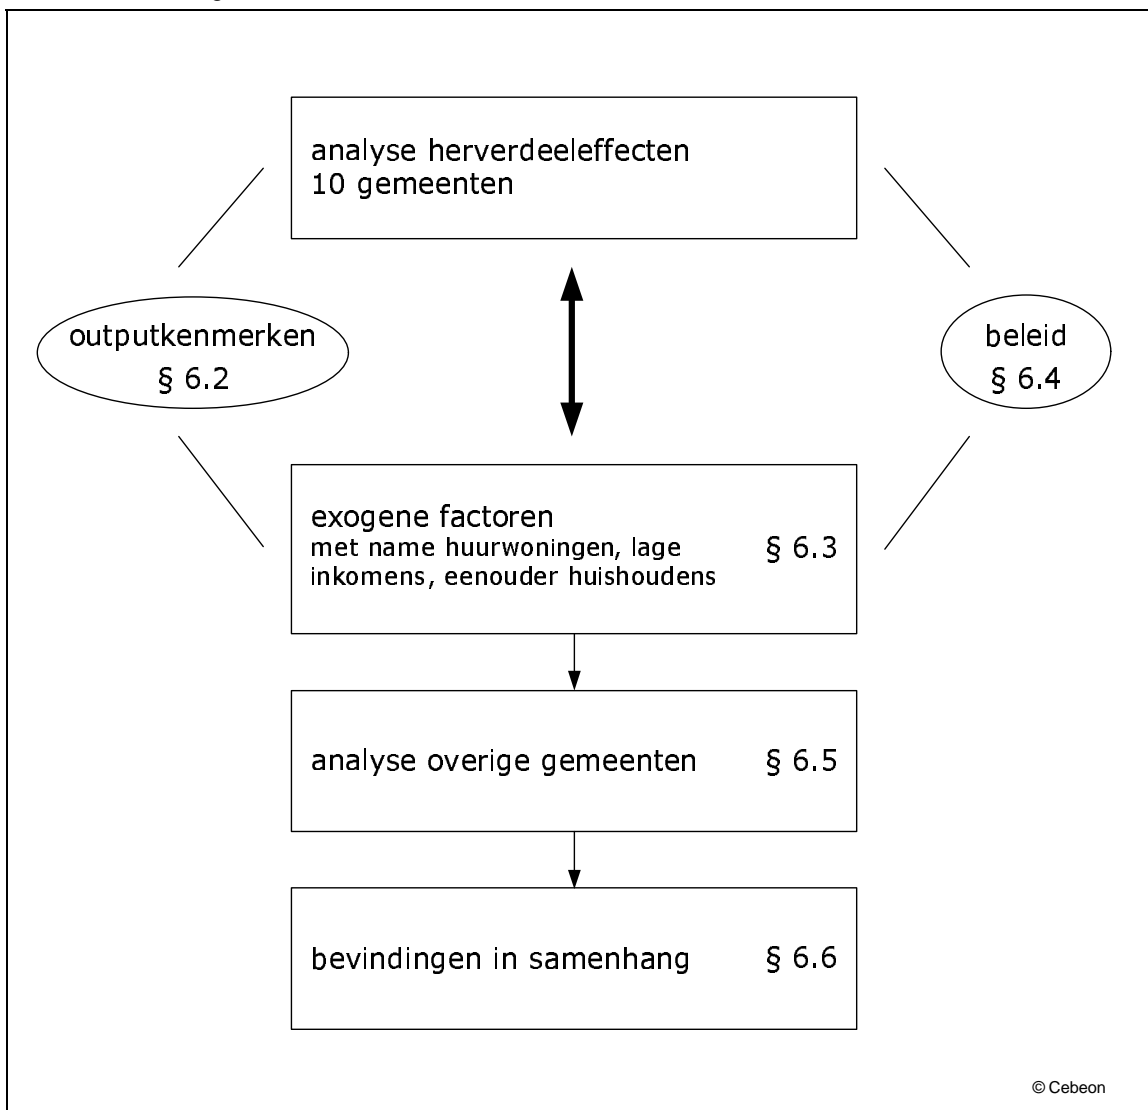 analyse herverdeeleffecten
10 gemeenten
outputkenmerken
§ 6.2
beleid
§ 6.4
exogene factoren
met name huurwoningen, lage
inkomens, eenouder huishoudens
§ 6.3
analyse overige gemeenten § 6.5
bevindingen in samenhang § 6.6
© Cebeon